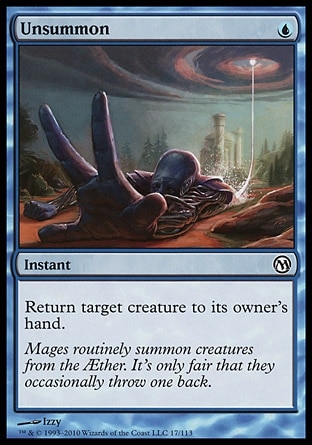 Unsummon
Instant
Return target creature to its owner's
hand.
Mages routinely summon creatures
from the Æther. It's only fair that they
occasionally throw one back.
Izzy
™ & © 1993–2010 Wizards of the Coast LLC 17/113